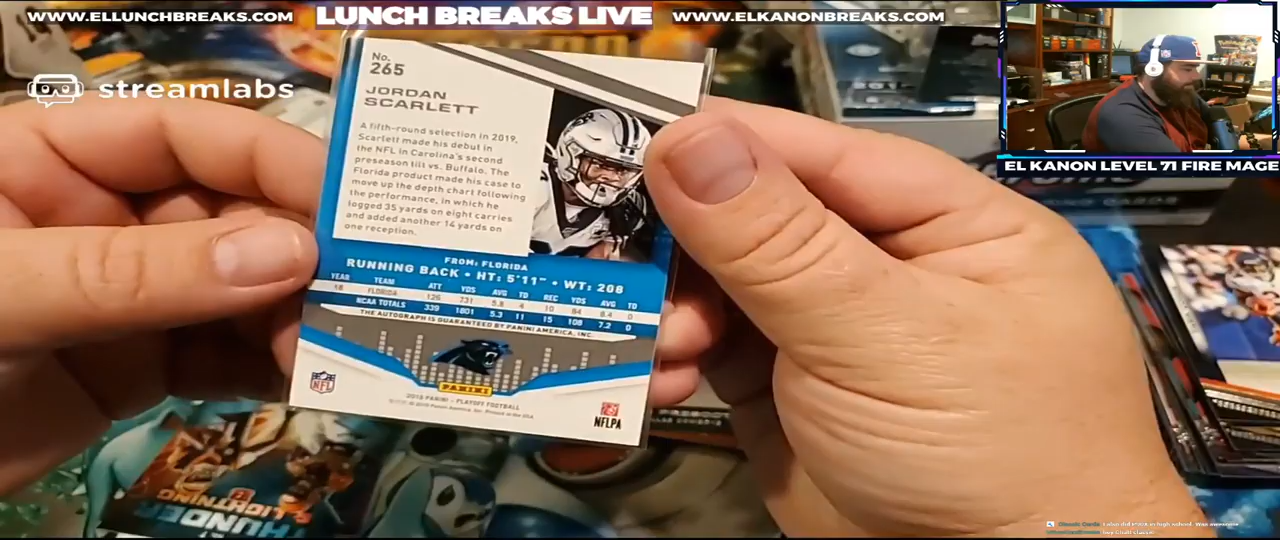 WWW.ELLUNCHBREAKS.COM LUNCH BREAKS LIVE WWW.ELKANONBREAKS.COM
streamlabs
EL KANON LEVEL 71 FIRE MAGE
No.
265
JORDAN
SCARLETT
A fifth-round selection in 2019,
Scarlett made his debut in
the NFL in Carolina's second
preseason tilt vs. Buffalo. The
Florida product made his case to
move up the depth chart following
the performance, in which he
logged 35 yards on eight carries
and added another 14 yards on
one reception.
FROM: FLORIDA
RUNNING BACK • HT: 5'11" • WT: 208
YEAR TEAM ATT YDS AVG TD REC YDS AVG TD
18 FLORIDA 126 731 5.8 4 10 84 8.4 0
NCAA TOTALS 339 1801 5.3 11 15 108 7.2 0
THE AUTOGRAPH IS GUARANTEED BY PANINI AMERICA, INC.
PANINI
NFL
NFLPA
THUNDER
& LIGHTNING